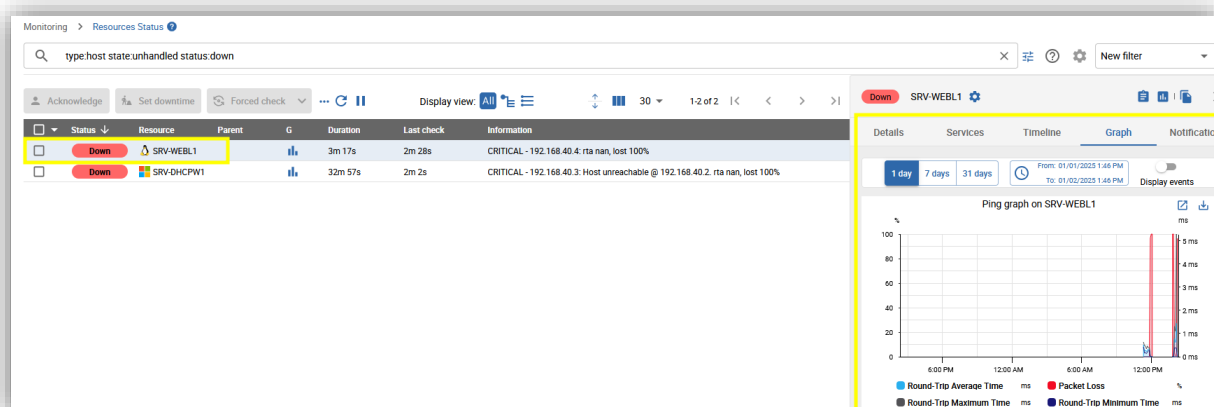 Monitoring > Resources Status
type:host state:unhandled status:down
New filter
Acknowledge Set downtime Forced check Display view: All 30 1-2 of 2
Status Resource Parent G Duration Last check Information
Down SRV-WEBL1 3m 17s 2m 28s CRITICAL - 192.168.40.4: rta nan, lost 100%
Down SRV-DHCPW1 32m 57s 2m 2s CRITICAL - 192.168.40.3: Host unreachable @ 192.168.40.2. rta nan, lost 100%
Down SRV-WEBL1
Details Services Timeline Graph Notificatio
1 day 7 days 31 days From: 01/01/2025 1:46 PM
To: 01/02/2025 1:46 PM Display events
Ping graph on SRV-WEBL1
% ms
100
5 ms
80
4 ms
60
3 ms
40
2 ms
20
1 ms
0 0 ms
6:00 PM 12:00 AM 6:00 AM 12:00 PM
Round-Trip Average Time ms Packet Loss %
Round-Trip Maximum Time ms Round-Trip Minimum Time ms